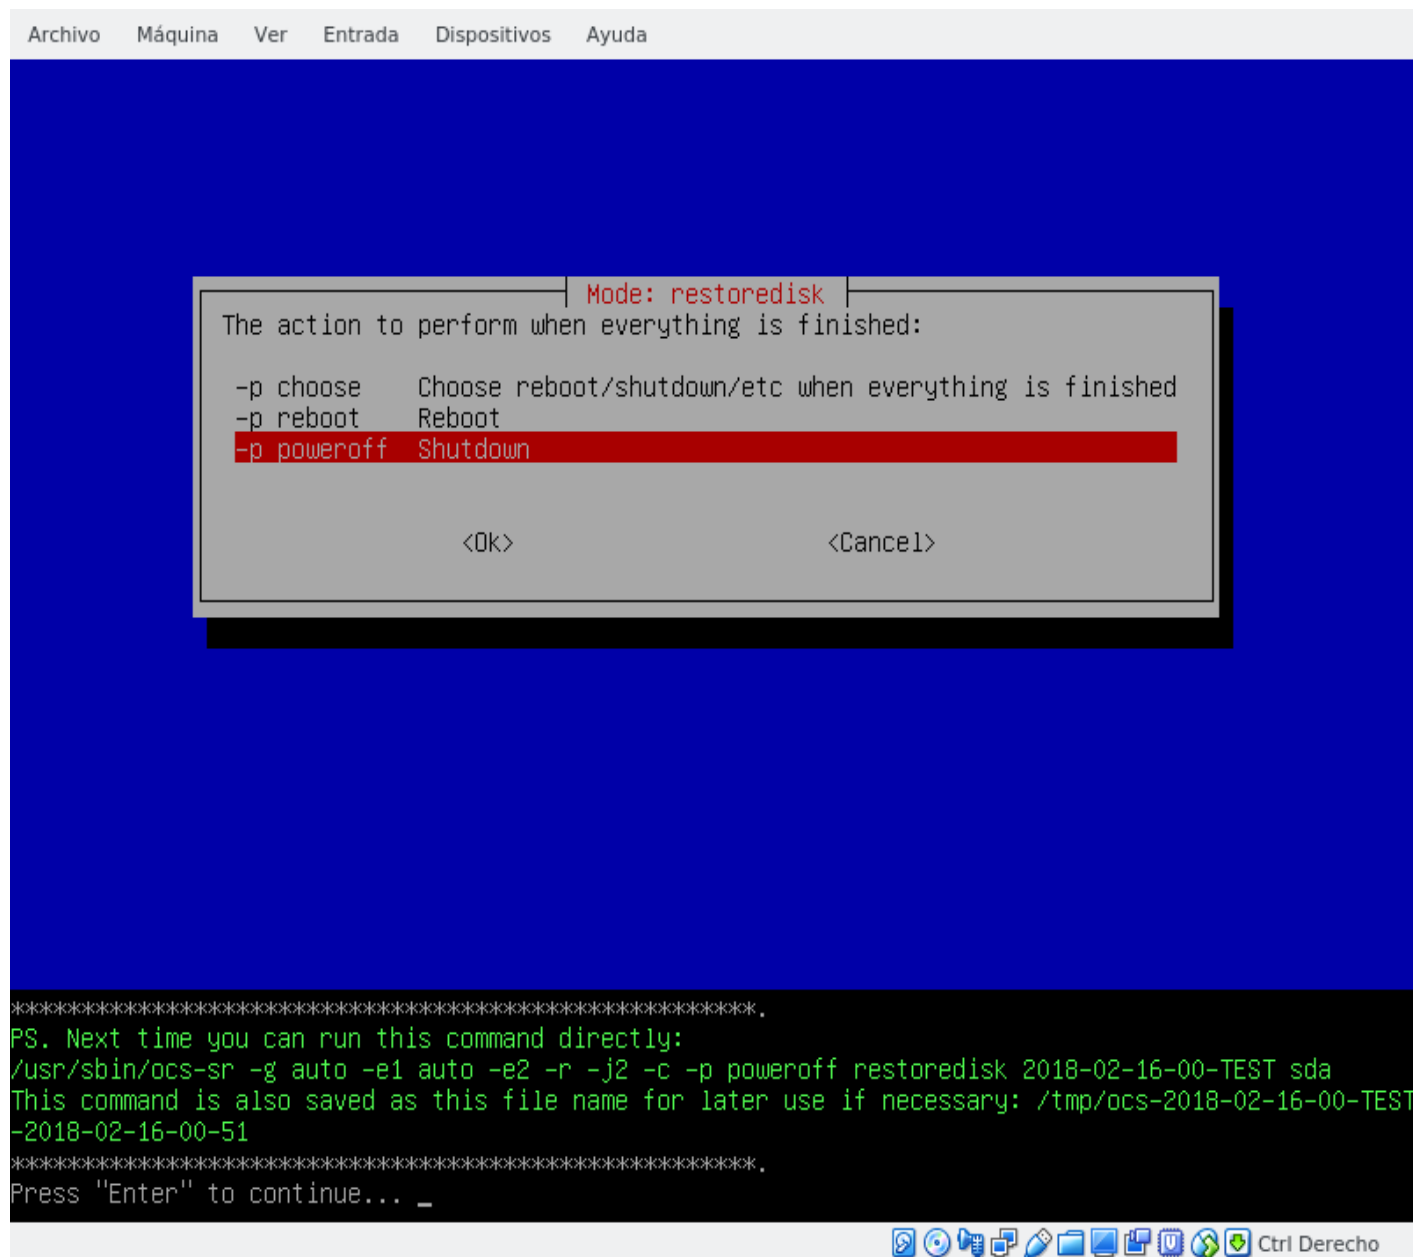 Archivo Máquina Ver Entrada Dispositivos Ayuda
Mode: restoredisk
The action to perform when everything is finished:
-p choose Choose reboot/shutdown/etc when everything is finished
-p reboot Reboot
-p poweroff Shutdown
<Ok> <Cancel>
******************************************************.
PS. Next time you can run this command directly:
/usr/sbin/ocs-sr -g auto -e1 auto -e2 -r -j2 -c -p poweroff restoredisk 2018-02-16-00-TEST sda
This command is also saved as this file name for later use if necessary: /tmp/ocs-2018-02-16-00-TEST
-2018-02-16-00-51
******************************************************.
Press "Enter" to continue... _
Ctrl Derecho